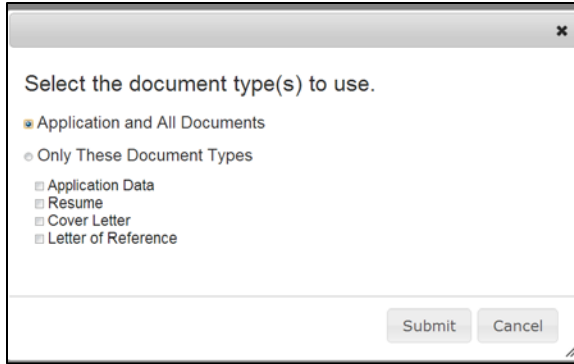 Select the document type(s) to use.
Application and All Documents
Only These Document Types
Application Data
Resume
Cover Letter
Letter of Reference
Submit Cancel